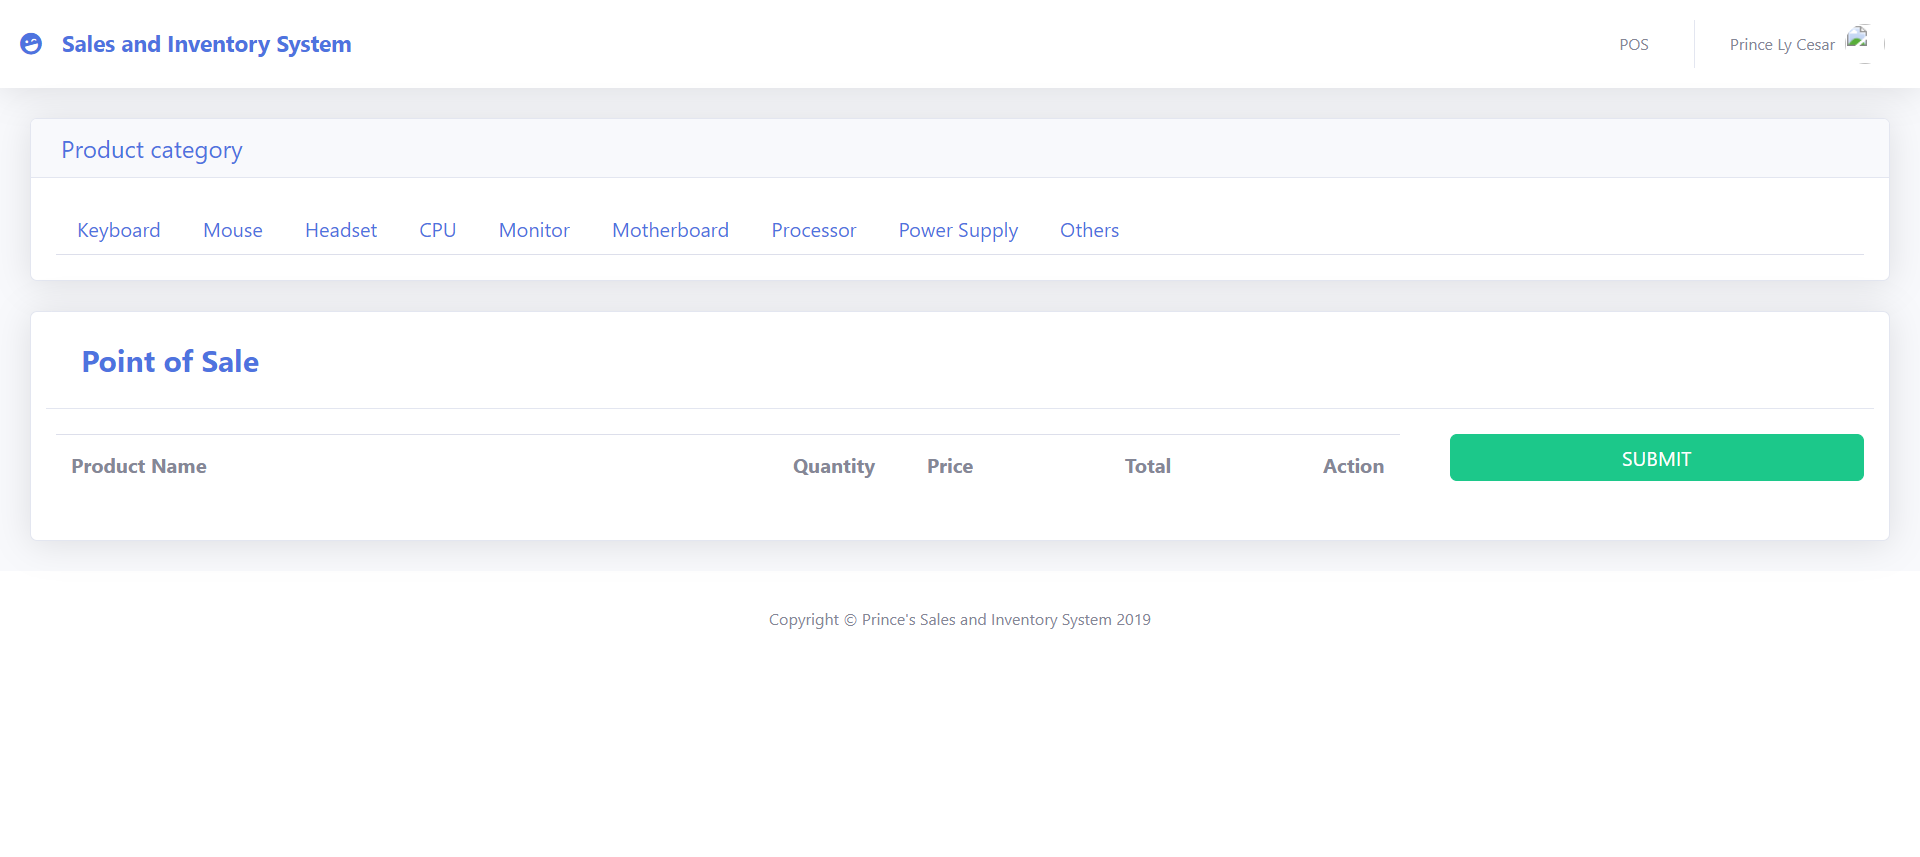 Sales and Inventory System
POS
Prince Ly Cesar
Product category
Keyboard Mouse Headset CPU Monitor Motherboard Processor Power Supply Others
Point of Sale
Product Name Quantity Price Total Action
SUBMIT
Copyright © Prince's Sales and Inventory System 2019